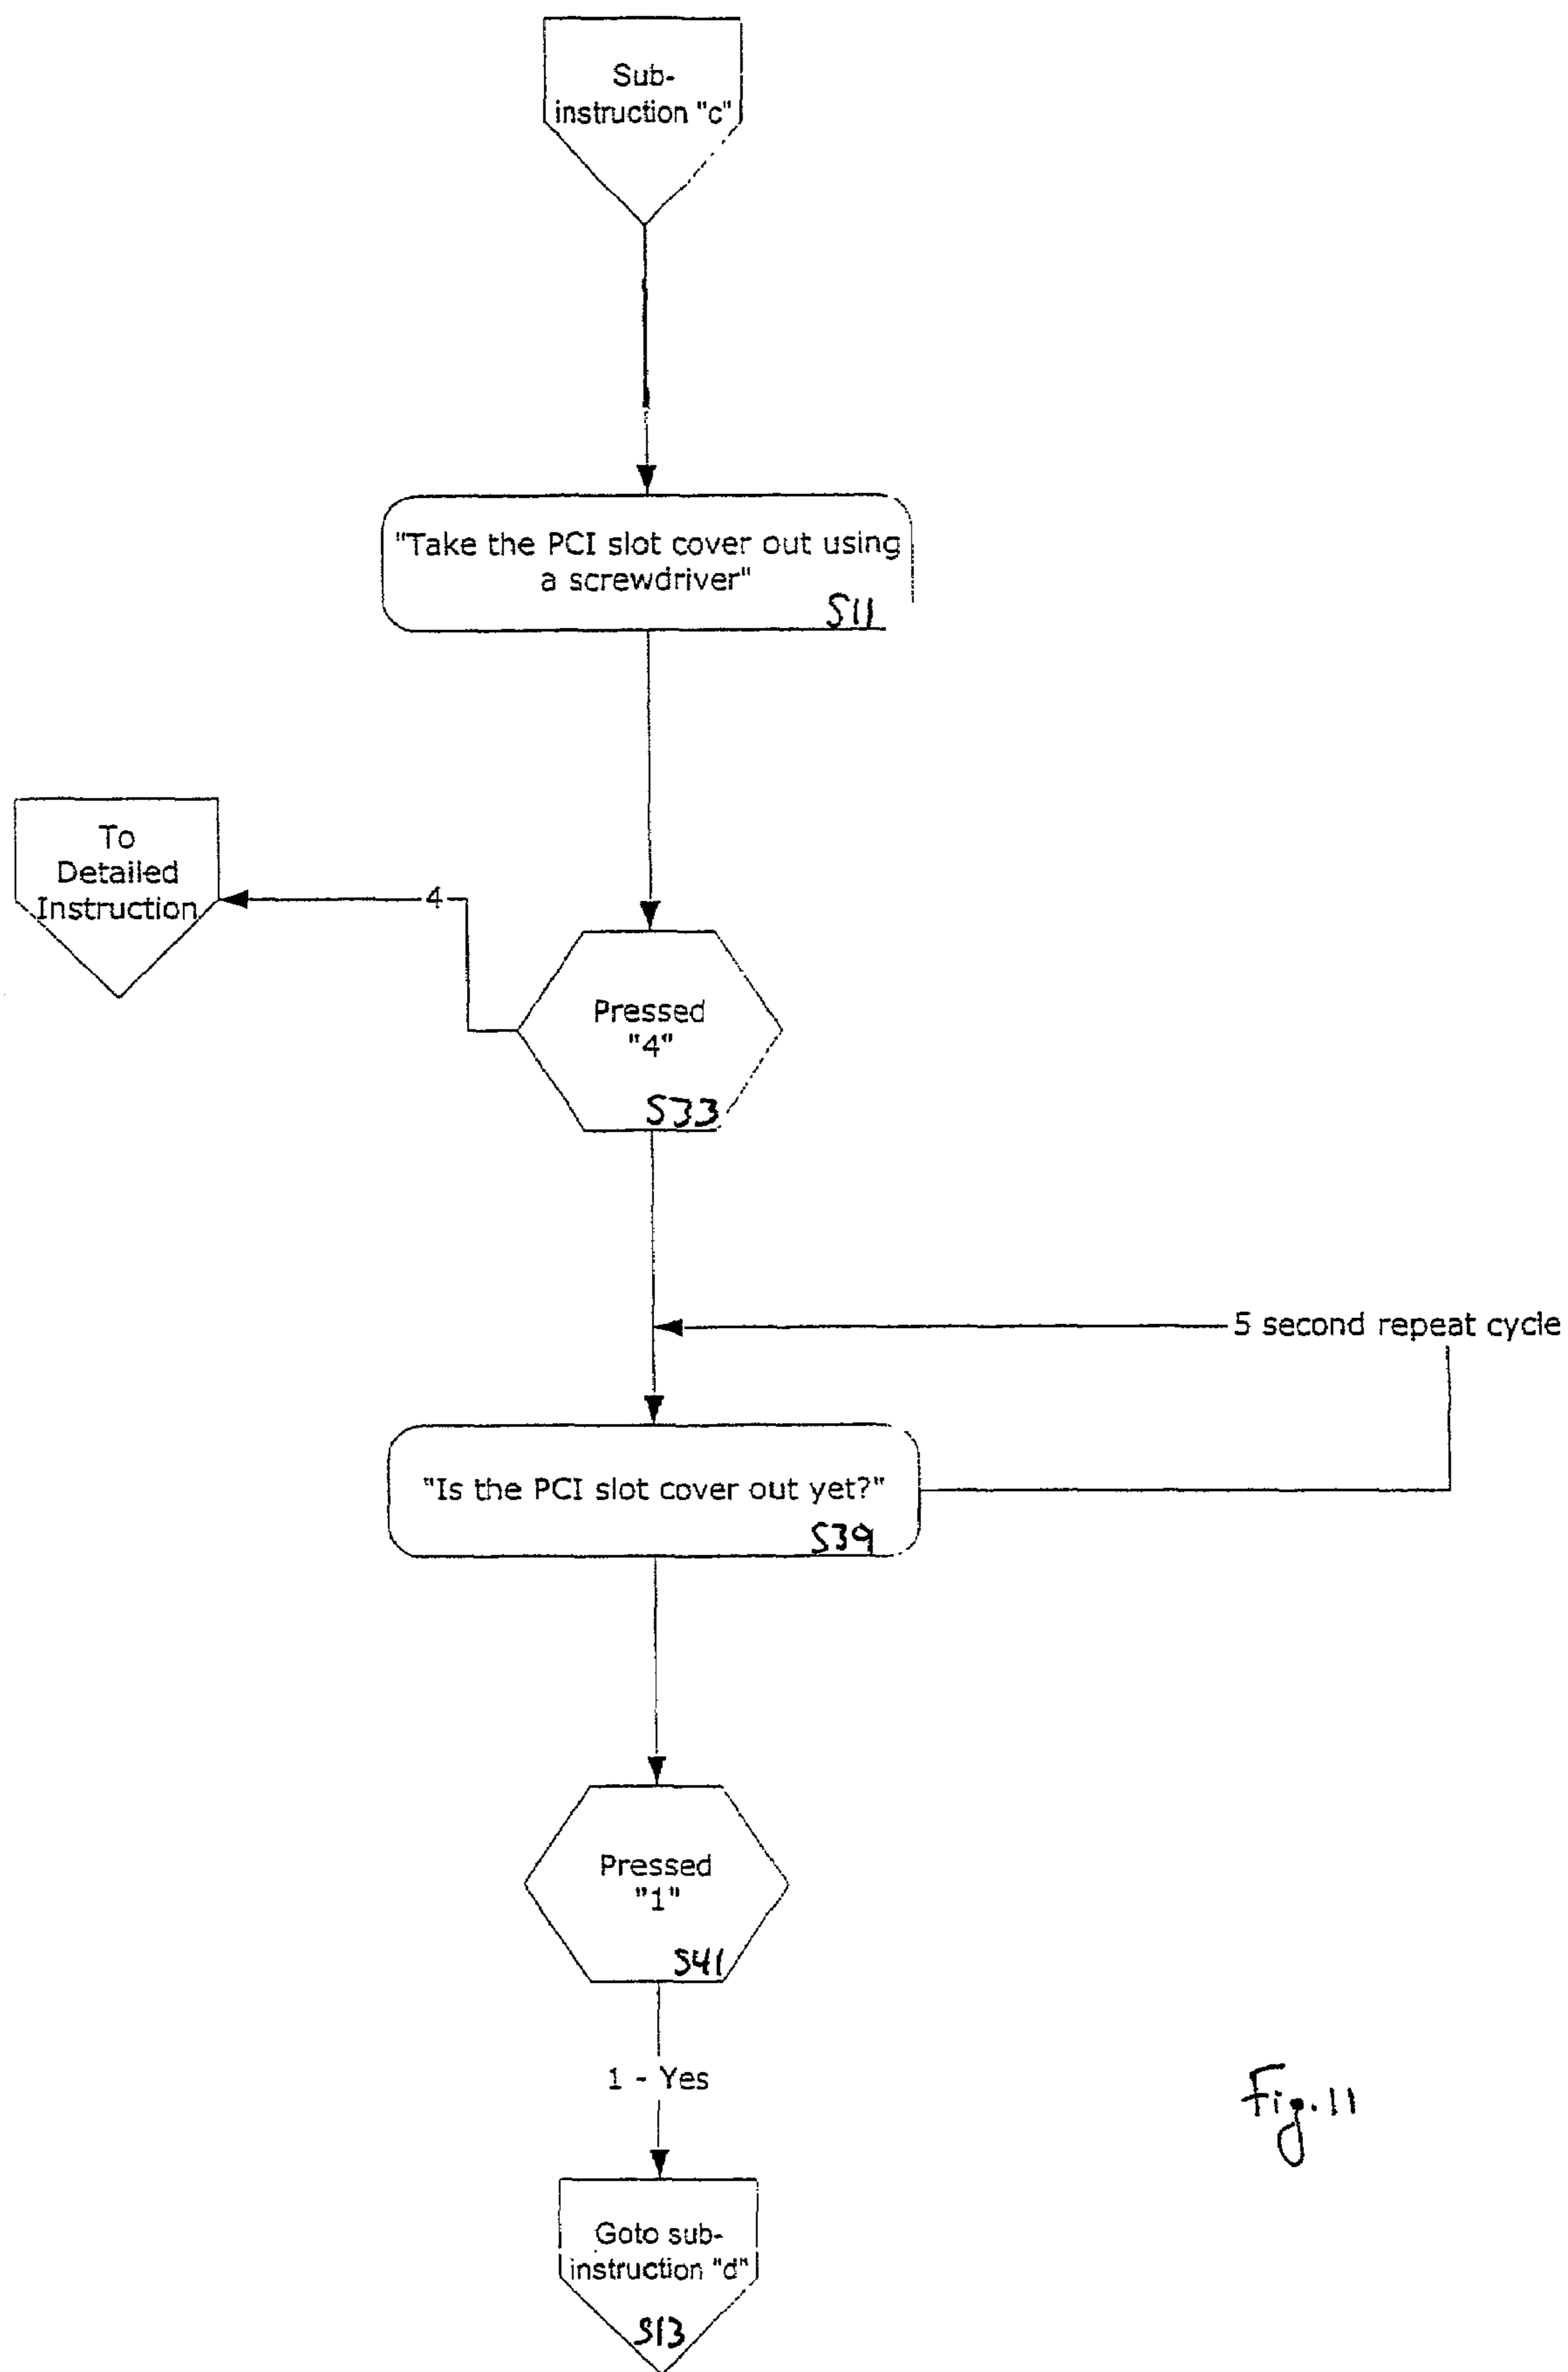 Sub-
instruction "c"
"Take the PCI slot cover out using
a screwdriver"
S11
To
Detailed
Instruction
4
Pressed
"4"
S33
5 second repeat cycle
"Is the PCI slot cover out yet?"
S39
Pressed
"1"
S41
1 - Yes
Goto sub-
instruction "d"
S13
Fig. 11